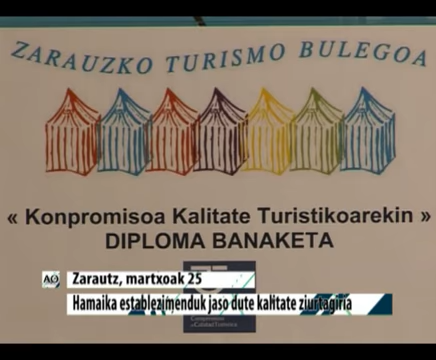 ZARAUZKO TURISMO BULEGOA
« Konpromisoa Kalitate Turistikoarekin »
DIPLOMA BANAKETA
Zarautz, martxoak 25
Hamaika establezimenduk jaso dute kalitate ziurtagiria